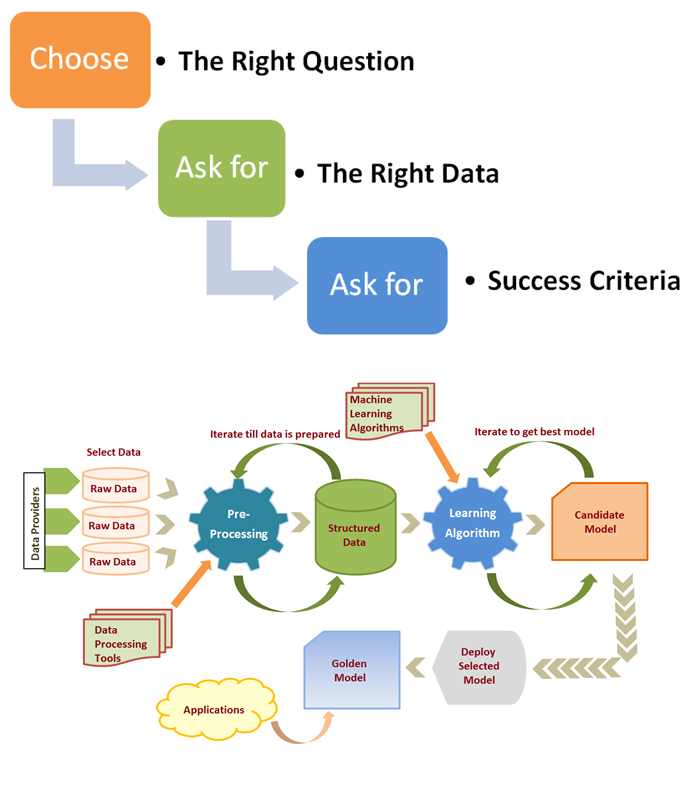 Choose
• The Right Question
Ask for
• The Right Data
Ask for
• Success Criteria
Machine
Learning
Algorithms
Iterate till data is prepared
Iterate to get best model
Select Data
Data Providers
Raw Data
Raw Data
Raw Data
Pre-
Processing
Structured
Data
Learning
Algorithm
Candidate
Model
Data
Processing
Tools
Golden
Model
Deploy
Selected
Model
Applications